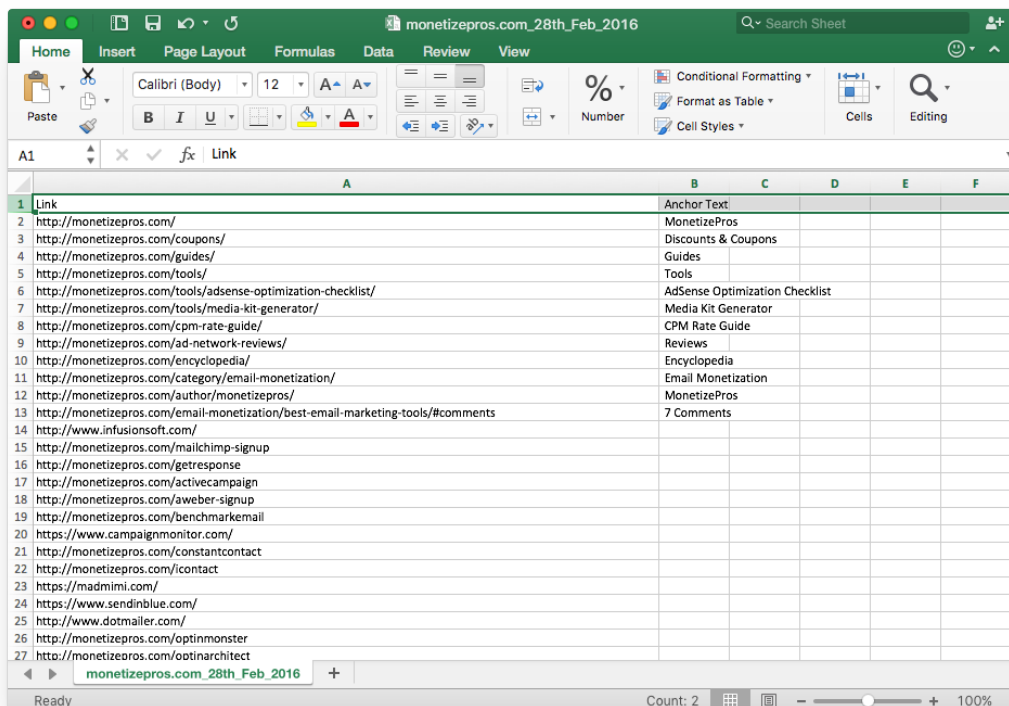 monetizepros.com_28th_Feb_2016
Search Sheet
Home Insert Page Layout Formulas Data Review View
Paste
Calibri (Body) 12 A A
B I U A
% Number
Conditional Formatting
Format as Table
Cell Styles
Cells
Editing
A1 fx Link
A B C D E F
1 Link Anchor Text
2 http://monetizepros.com/ MonetizePros
3 http://monetizepros.com/coupons/ Discounts & Coupons
4 http://monetizepros.com/guides/ Guides
5 http://monetizepros.com/tools/ Tools
6 http://monetizepros.com/tools/adsense-optimization-checklist/ AdSense Optimization Checklist
7 http://monetizepros.com/tools/media-kit-generator/ Media Kit Generator
8 http://monetizepros.com/cpm-rate-guide/ CPM Rate Guide
9 http://monetizepros.com/ad-network-reviews/ Reviews
10 http://monetizepros.com/encyclopedia/ Encyclopedia
11 http://monetizepros.com/category/email-monetization/ Email Monetization
12 http://monetizepros.com/author/monetizepros/ MonetizePros
13 http://monetizepros.com/email-monetization/best-email-marketing-tools/#comments 7 Comments
14 http://www.infusionsoft.com/
15 http://monetizepros.com/mailchimp-signup
16 http://monetizepros.com/getresponse
17 http://monetizepros.com/activecampaign
18 http://monetizepros.com/aweber-signup
19 http://monetizepros.com/benchmarkemail
20 https://www.campaignmonitor.com/
21 http://monetizepros.com/constantcontact
22 http://monetizepros.com/icontact
23 https://madmimi.com/
24 https://www.sendinblue.com/
25 http://www.dotmailer.com/
26 http://monetizepros.com/optinmonster
27 http://monetizepros.com/optinarchitect
monetizepros.com_28th_Feb_2016 +
Ready Count: 2 − + 100%